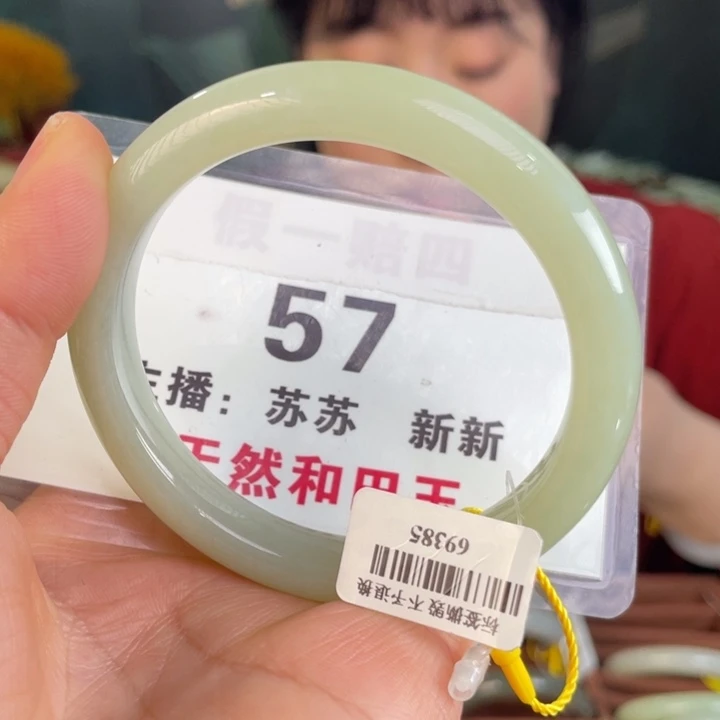 假一赔四
57
主播：苏苏 新新
天然和田玉
69385
标签撕毁 不予退换